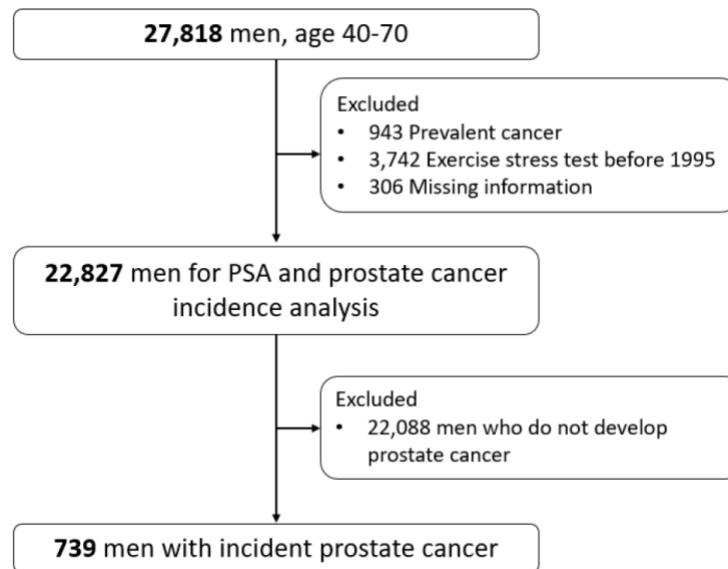 27,818 men, age 40-70
Excluded
• 943 Prevalent cancer
• 3,742 Exercise stress test before 1995
• 306 Missing information
22,827 men for PSA and prostate cancer
incidence analysis
Excluded
• 22,088 men who do not develop
prostate cancer
739 men with incident prostate cancer